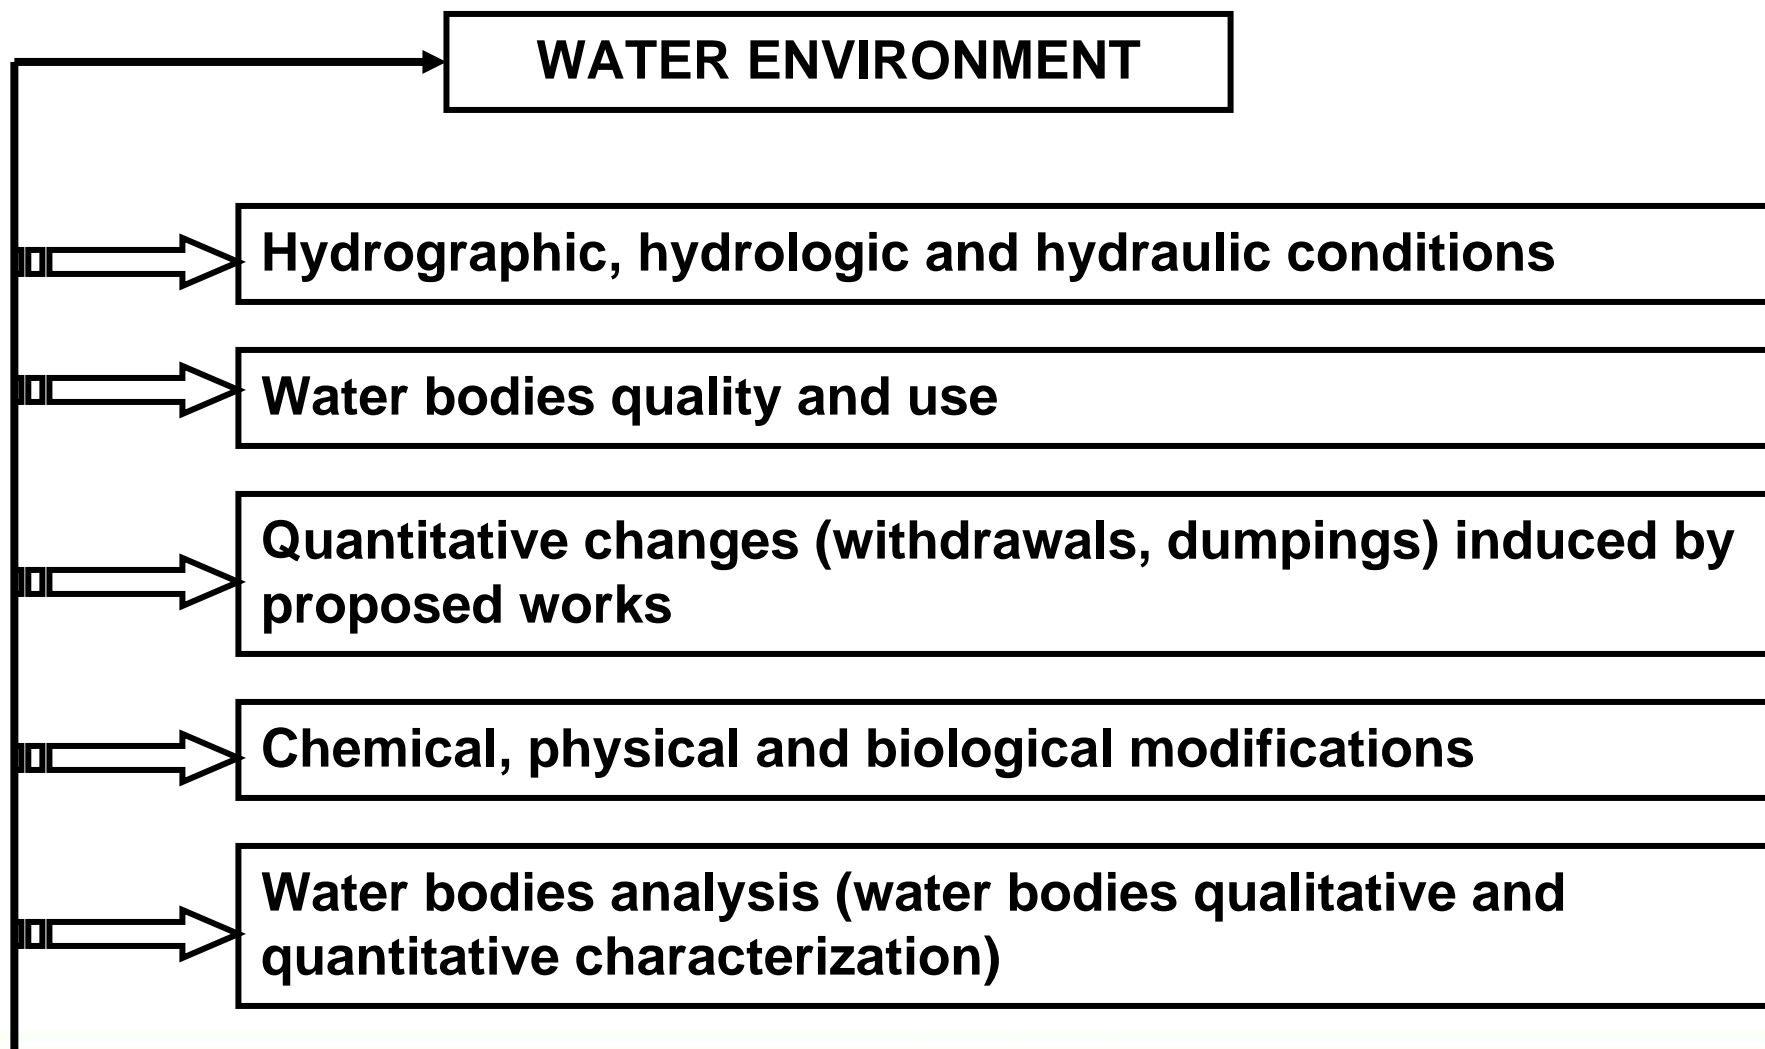 WATER ENVIRONMENT
Hydrographic, hydrologic and hydraulic conditions
Water bodies quality and use
Quantitative changes (withdrawals, dumpings) induced by
proposed works
Chemical, physical and biological modifications
Water bodies analysis (water bodies qualitative and
quantitative characterization)